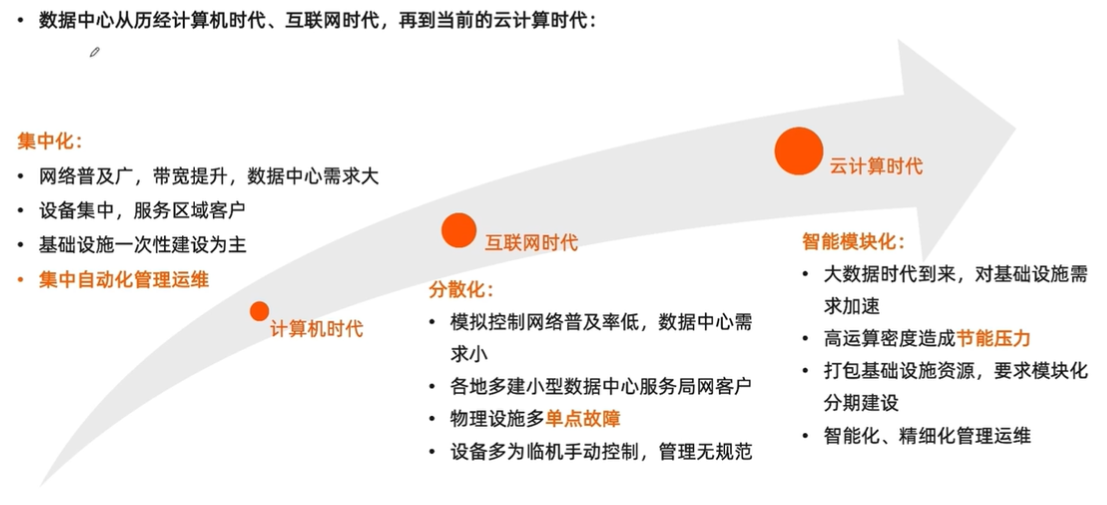 • 数据中心从历经计算机时代、互联网时代，再到当前的云计算时代：
集中化：
• 网络普及广，带宽提升，数据中心需求大
• 设备集中，服务区域客户
• 基础设施一次性建设为主
• 集中自动化管理运维
计算机时代
互联网时代
分散化：
• 模拟控制网络普及率低，数据中心需
求小
• 各地多建小型数据中心服务局网客户
• 物理设施多单点故障
• 设备多为临机手动控制，管理无规范
云计算时代
智能模块化：
• 大数据时代到来，对基础设施需
求加速
• 高运算密度造成节能压力
• 打包基础设施资源，要求模块化
分期建设
• 智能化、精细化管理运维